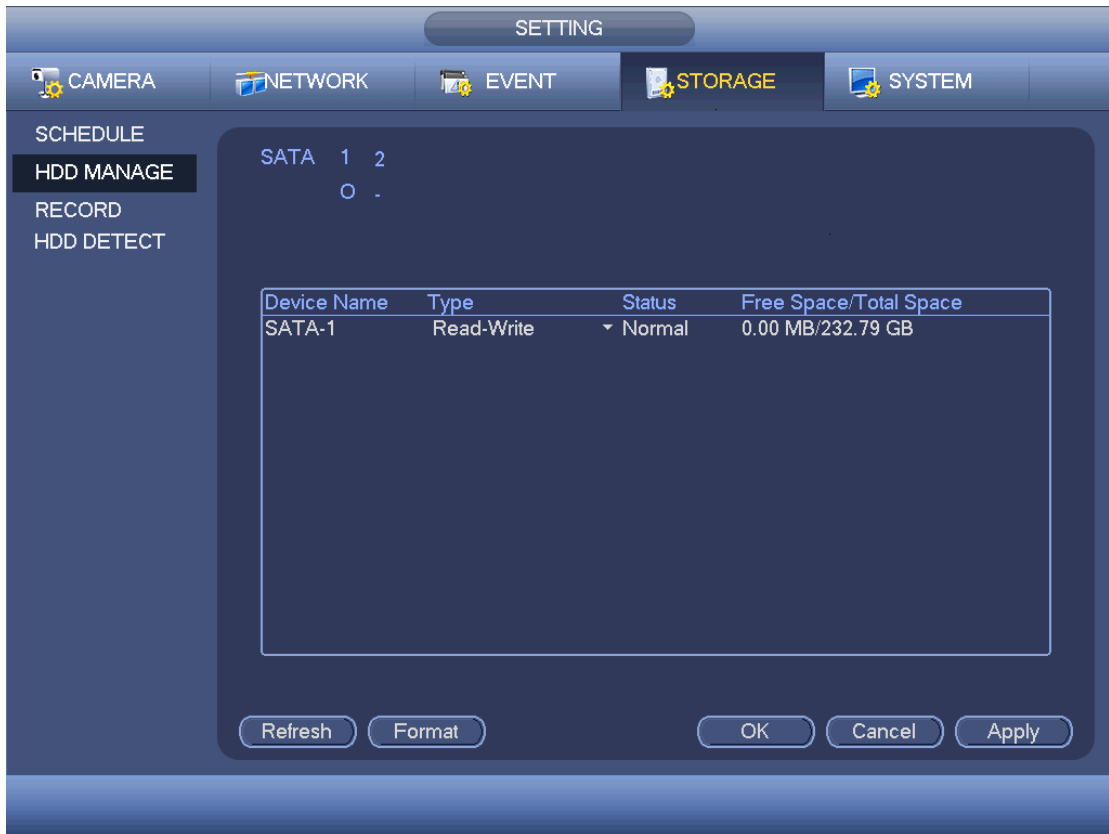 SETTING
CAMERA NETWORK EVENT STORAGE SYSTEM
SCHEDULE
HDD MANAGE
RECORD
HDD DETECT
SATA 1 2
O -
Device Name Type Status Free Space/Total Space
SATA-1 Read-Write Normal 0.00 MB/232.79 GB
Refresh Format OK Cancel Apply